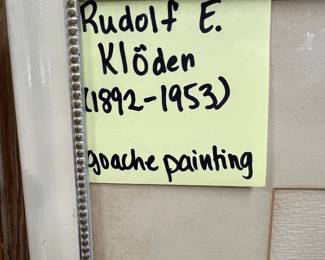 Rudolf E.
Klöden
(1892-1953)
goache painting